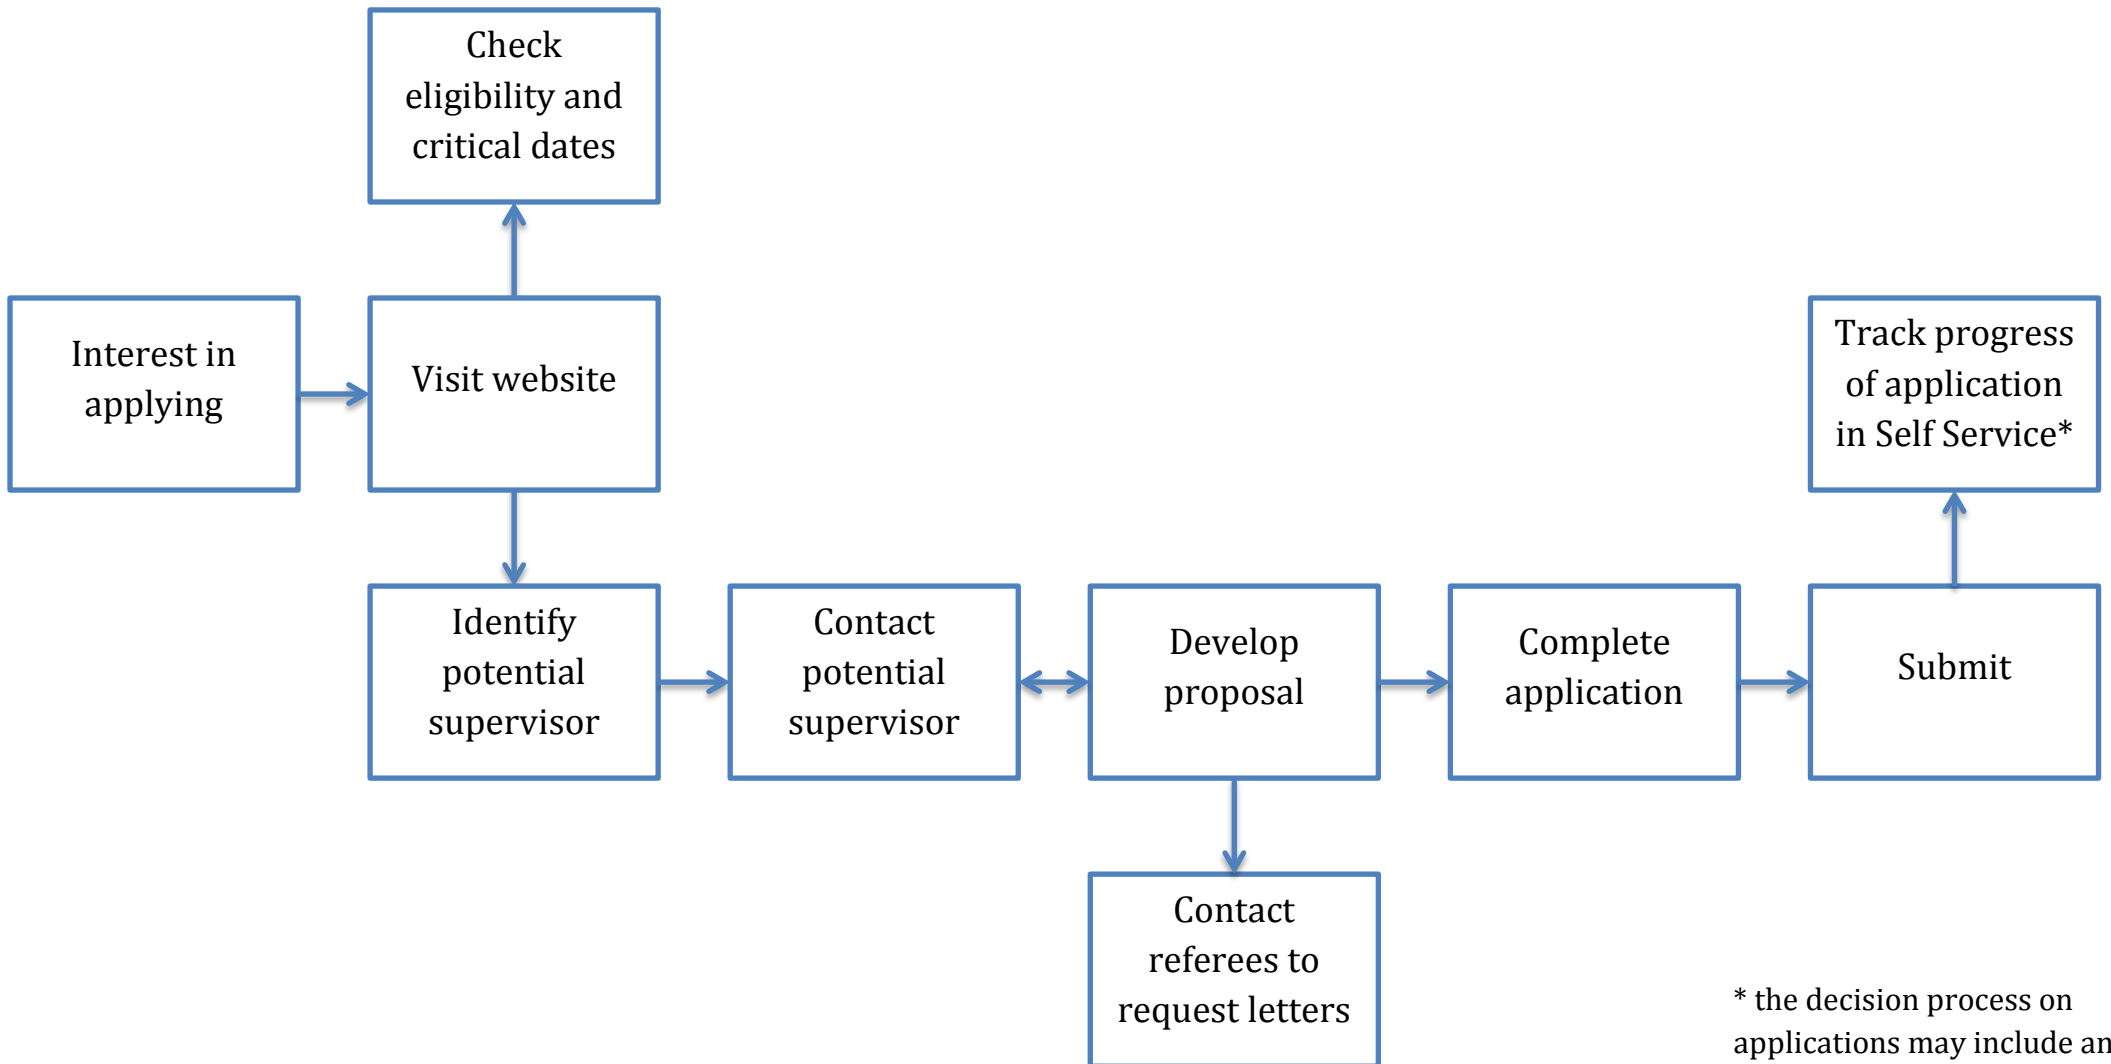 Check
eligibility and
critical dates
Interest in
applying
Visit website
Track progress
of application
in Self Service*
Identify
potential
supervisor
Contact
potential
supervisor
Develop
proposal
Complete
application
Submit
Contact
referees to
request letters
* the decision process on
applications may include an